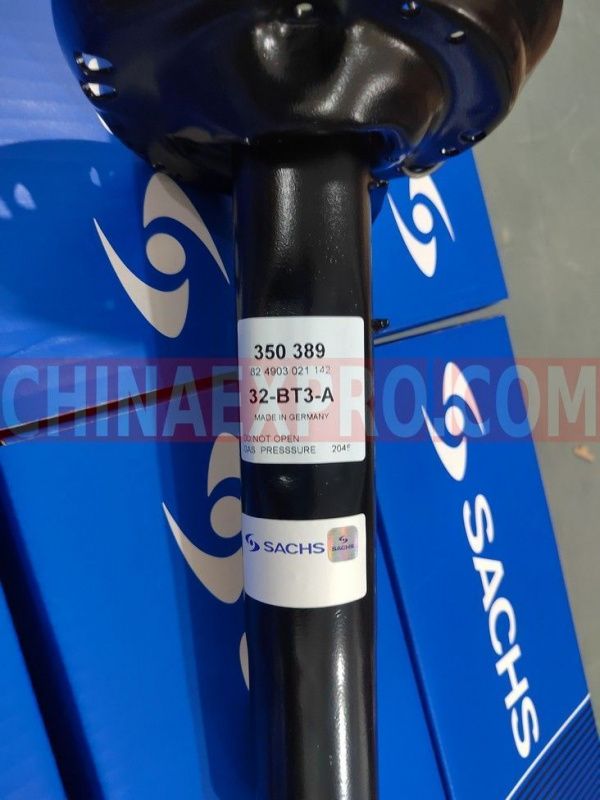 350 389
82 4903 021 142
32-BT3-A
MADE IN GERMANY
DO NOT OPEN
GAS PRESSSURE 2045
SACHS
SACHS
SACHS
SACHS
CHINAEXPRO.COM